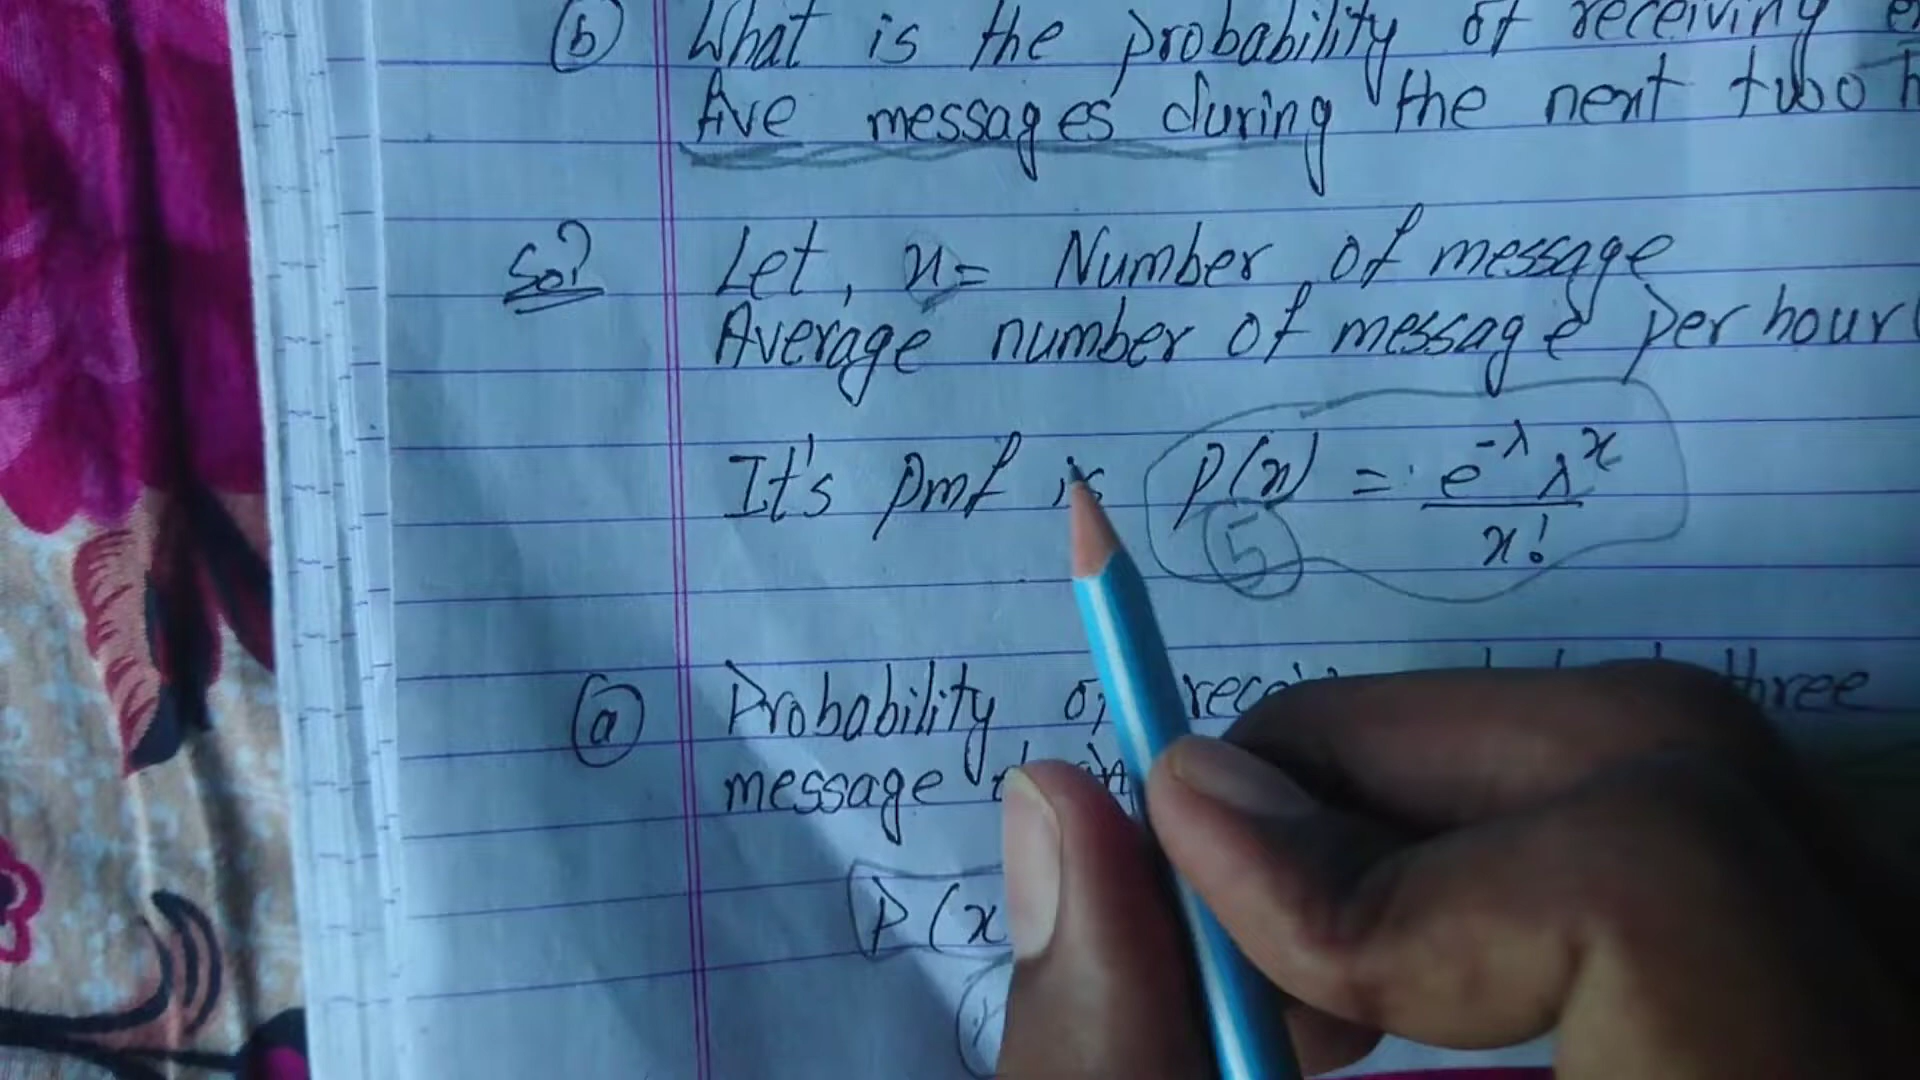 (b) What is the probability of receiving
five messages during the next two
Sol? Let, x = Number of message
Average number of message per hour (
It's pmf is P(x) = e^-λ λ^x / x!
5
(a) Probability of three
message
P(x